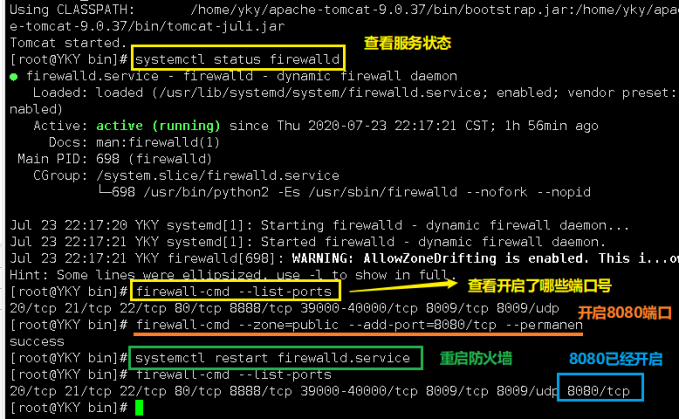 Using CLASSPATH:       /home/yky/apache-tomcat-9.0.37/bin/bootstrap.jar:/home/yky/apac
e-tomcat-9.0.37/bin/tomcat-juli.jar
Tomcat started.
[root@YKY bin]# systemctl status firewalld 查看服务状态
● firewalld.service - firewalld - dynamic firewall daemon
   Loaded: loaded (/usr/lib/systemd/system/firewalld.service; enabled; vendor preset:
nabled)
   Active: active (running) since Thu 2020-07-23 22:17:21 CST; 1h 56min ago
     Docs: man:firewalld(1)
 Main PID: 698 (firewalld)
   CGroup: /system.slice/firewalld.service
           └─698 /usr/bin/python2 -Es /usr/sbin/firewalld --nofork --nopid
Jul 23 22:17:20 YKY systemd[1]: Starting firewalld - dynamic firewall daemon...
Jul 23 22:17:21 YKY systemd[1]: Started firewalld - dynamic firewall daemon.
Jul 23 22:17:21 YKY firewalld[698]: WARNING: AllowZoneDrifting is enabled. This i...ow
Hint: Some lines were ellipsized, use -l to show in full.
[root@YKY bin]# firewall-cmd --list-ports 查看开启了哪些端口号
20/tcp 21/tcp 22/tcp 80/tcp 8888/tcp 39000-40000/tcp 8009/tcp 8009/udp 开启8080端口
[root@YKY bin]# firewall-cmd --zone=public --add-port=8080/tcp --permanen
success
[root@YKY bin]# systemctl restart firewalld.service 重启防火墙 8080已经开启
[root@YKY bin]# firewall-cmd --list-ports
20/tcp 21/tcp 22/tcp 80/tcp 8888/tcp 39000-40000/tcp 8009/tcp 8009/udp 8080/tcp
[root@YKY bin]#